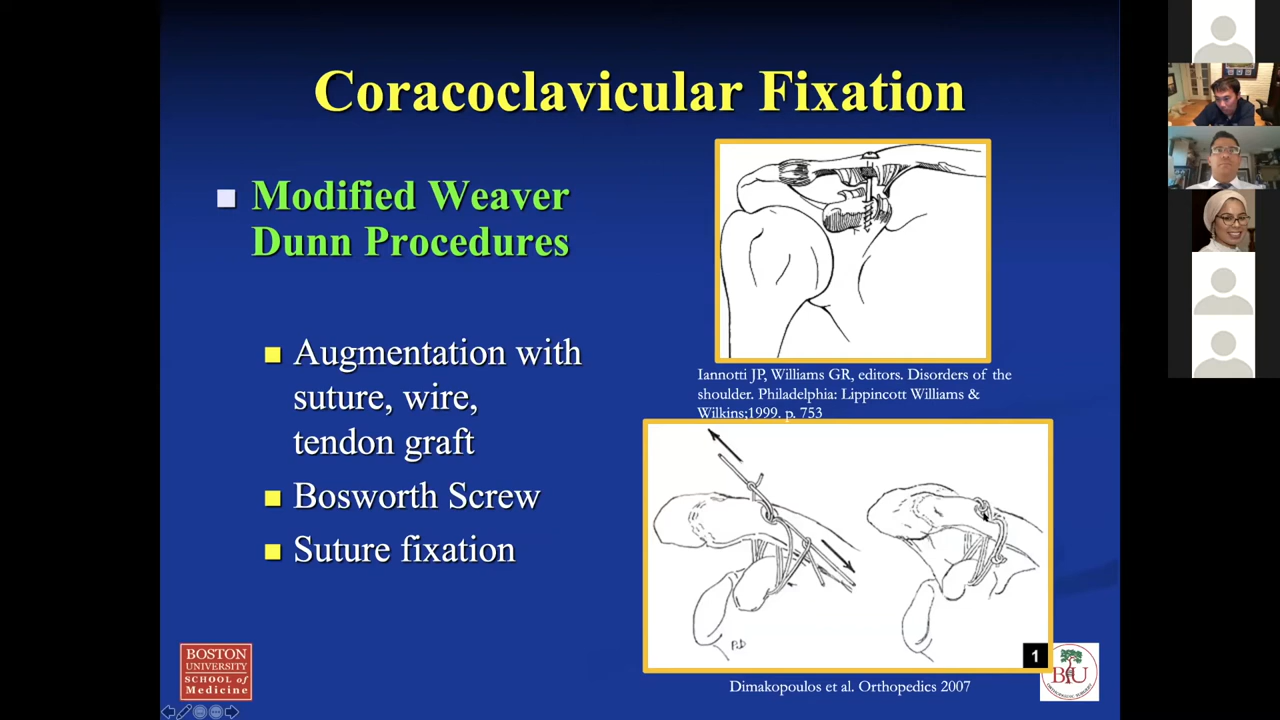 Coracoclavicular Fixation
Modified Weaver
Dunn Procedures
Augmentation with
suture, wire,
tendon graft
Bosworth Screw
Suture fixation
Iannotti JP, Williams GR, editors. Disorders of the
shoulder. Philadelphia: Lippincott Williams &
Wilkins;1999. p. 753
1
Dimakopoulos et al. Orthopedics 2007
BOSTON
UNIVERSITY
SCHOOL of
Medicine